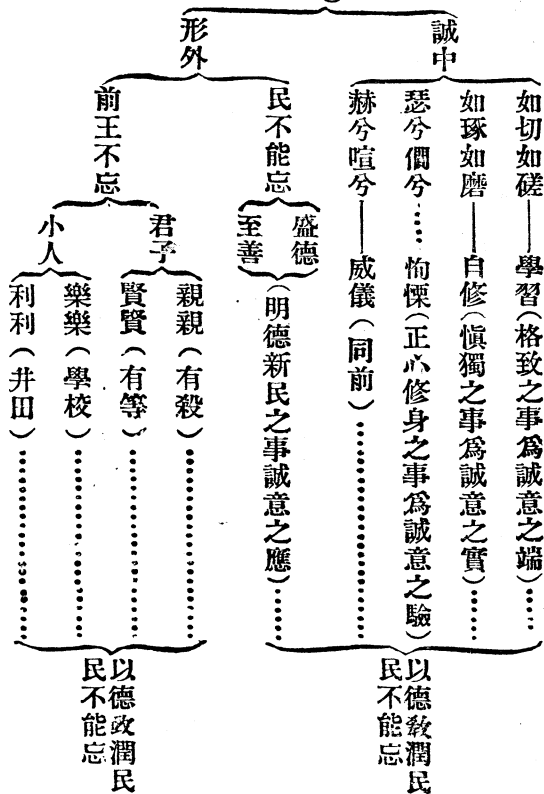 誠中
形外
如切如磋——學習(格致之事爲誠意之端)……
如琢如磨——自修(愼獨之事爲誠意之實)……
瑟兮僩兮……恂慄(正心修身之事爲誠意之驗)
赫兮喧兮——威儀(同前)…………
民不能忘
盛德
至善
(明德新民之事誠意之應)……
前王不忘
君子
親親(有殺)…………
賢賢(有等)…………
小人
樂樂(學校)…………
利利(井田)…………
以德敎潤民
民不能忘
以德政潤民
民不能忘